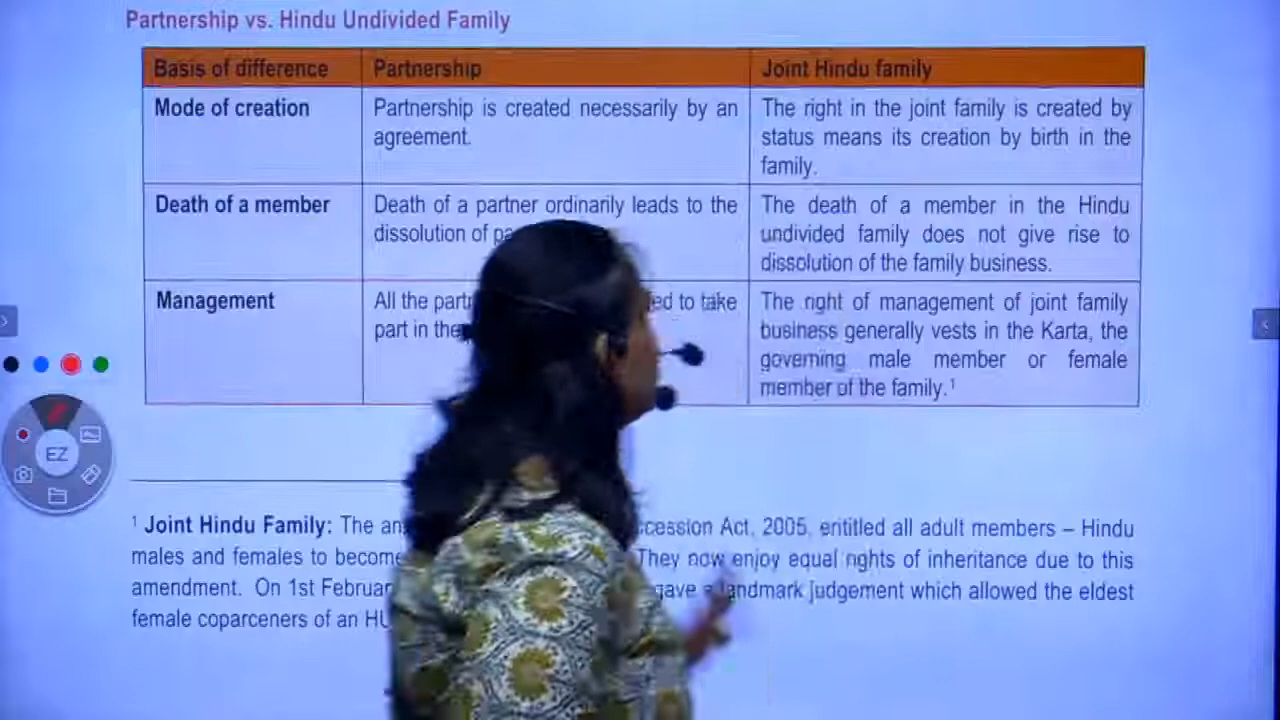 Partnership vs. Hindu Undivided Family
Basis of difference Partnership Joint Hindu family
Mode of creation
Partnership is created necessarily by an
agreement.
The right in the joint family is created by
status means its creation by birth in the
family.
Death of a member
Death of a partner ordinarily leads to the
dissolution of
The death of a member in the Hindu
undivided family does not give rise to
dissolution of the family business.
Management
All the to take
part in the
The right of management of joint family
business generally vests in the Karta, the
governing male member or female
member of the family.¹
¹ Joint Hindu Family: The Act, 2005, entitled all adult members – Hindu
males and females to become They now enjoy equal rights of inheritance due to this
amendment. On 1st gave a landmark judgement which allowed the eldest
female coparceners of an
EZ